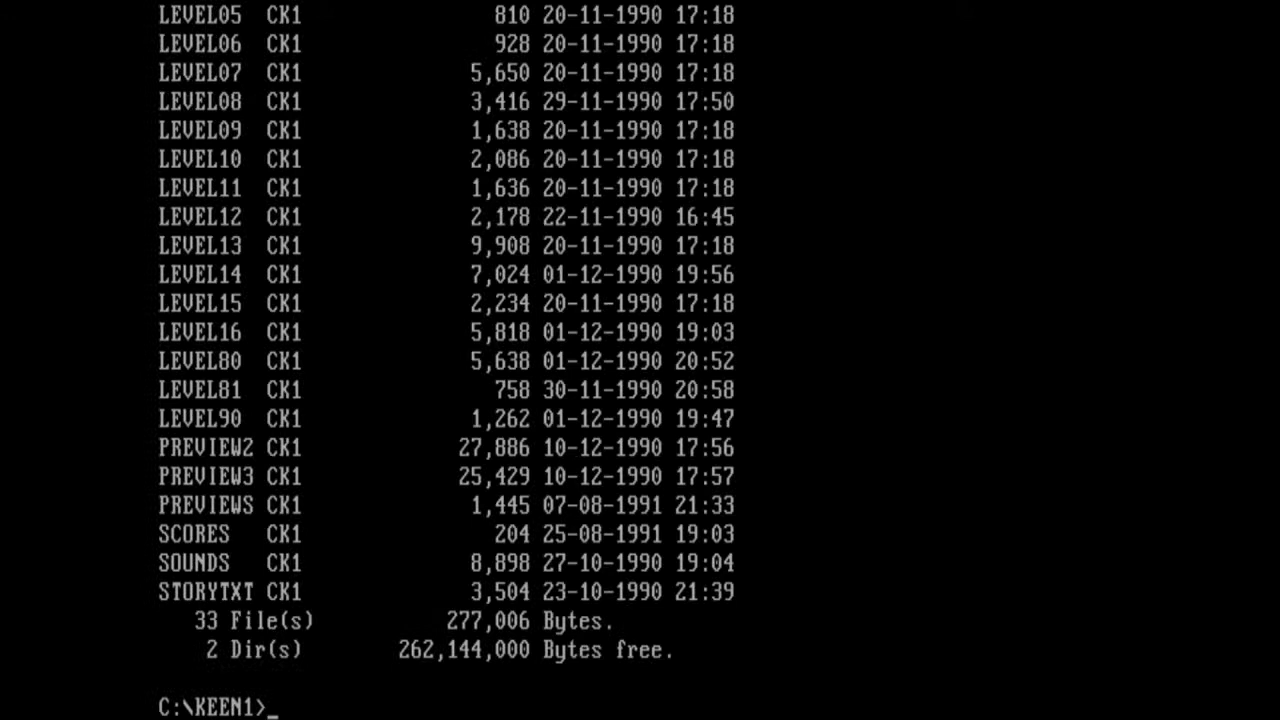 LEVEL05  CK1                810 20-11-1990 17:18
LEVEL06  CK1                928 20-11-1990 17:18
LEVEL07  CK1              5,650 20-11-1990 17:18
LEVEL08  CK1              3,416 29-11-1990 17:50
LEVEL09  CK1              1,638 20-11-1990 17:18
LEVEL10  CK1              2,086 20-11-1990 17:18
LEVEL11  CK1              1,636 20-11-1990 17:18
LEVEL12  CK1              2,178 22-11-1990 16:45
LEVEL13  CK1              9,908 20-11-1990 17:18
LEVEL14  CK1              7,024 01-12-1990 19:56
LEVEL15  CK1              2,234 20-11-1990 17:18
LEVEL16  CK1              5,818 01-12-1990 19:03
LEVEL80  CK1              5,638 01-12-1990 20:52
LEVEL81  CK1                758 30-11-1990 20:58
LEVEL90  CK1              1,262 01-12-1990 19:47
PREVIEW2 CK1             27,886 10-12-1990 17:56
PREVIEW3 CK1             25,429 10-12-1990 17:57
PREVIEWS CK1              1,445 07-08-1991 21:33
SCORES   CK1                204 25-08-1991 19:03
SOUNDS   CK1              8,898 27-10-1990 19:04
STORYTXT CK1              3,504 23-10-1990 21:39
   33 File(s)           277,006 Bytes.
    2 Dir(s)        262,144,000 Bytes free.
C:\KEEN1>_